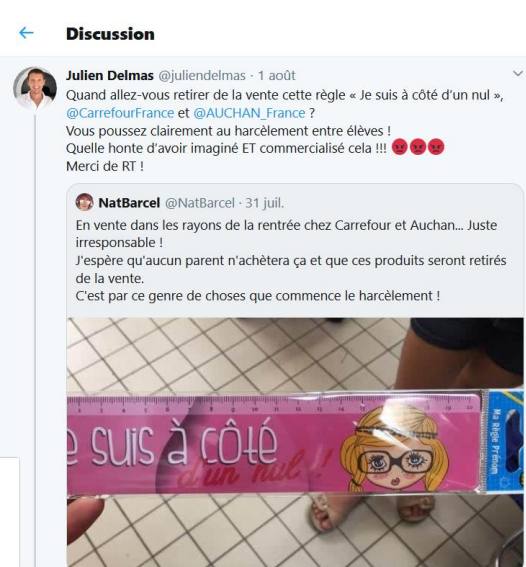 Discussion
Julien Delmas @juliendelmas · 1 août
Quand allez-vous retirer de la vente cette règle « Je suis à côté d'un nul »,
@CarrefourFrance et @AUCHAN_France ?
Vous poussez clairement au harcèlement entre élèves !
Quelle honte d'avoir imaginé ET commercialisé cela !!! 😡😡😡
Merci de RT !
NatBarcel @NatBarcel · 31 juil.
En vente dans les rayons de la rentrée chez Carrefour et Auchan... Juste
irresponsable !
J'espère qu'aucun parent n'achètera ça et que ces produits seront retirés
de la vente.
C'est par ce genre de choses que commence le harcèlement !
e suis à côté
d'un nul !
Ma Règle Prénom